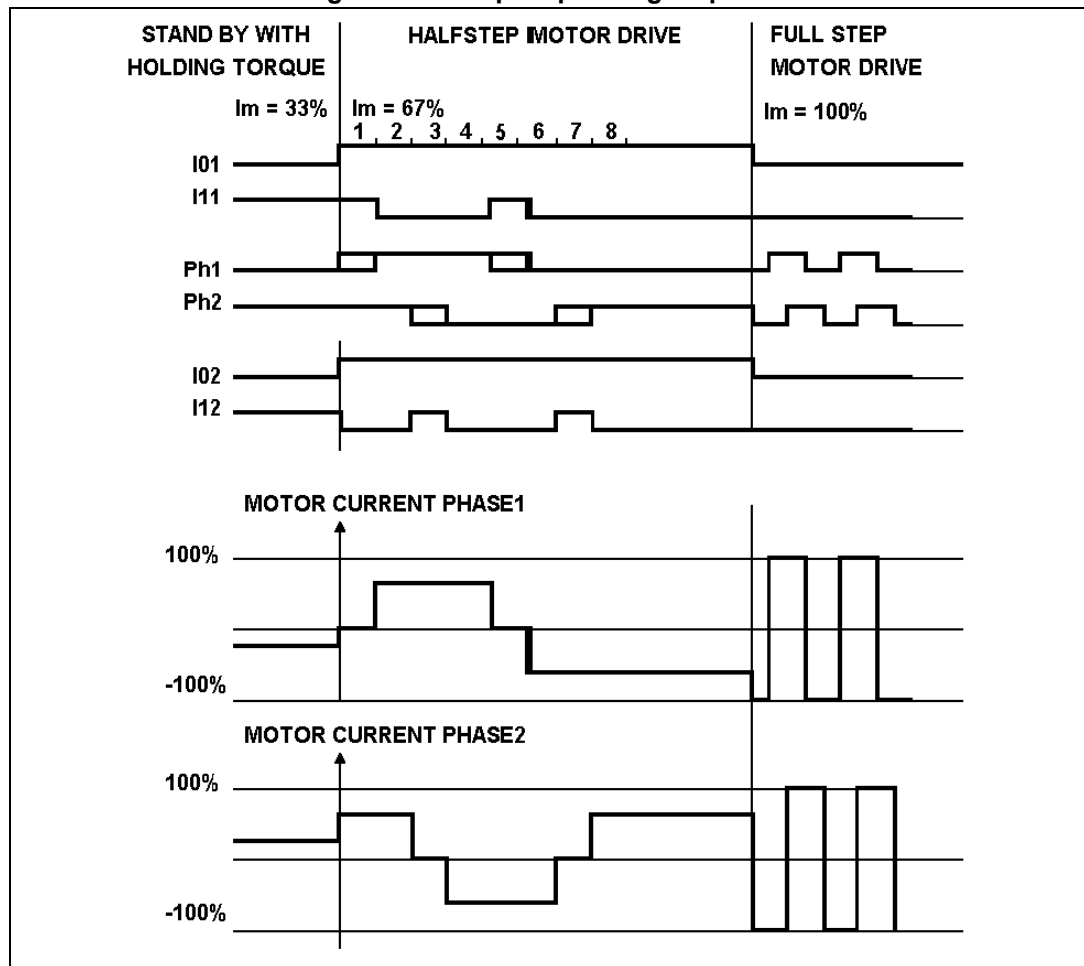 STAND BY WITH
HOLDING TORQUE
Im = 33%
HALFSTEP MOTOR DRIVE
Im = 67%
1 2 3 4 5 6 7 8
FULL STEP
MOTOR DRIVE
Im = 100%
I01
I11
Ph1
Ph2
I02
I12
MOTOR CURRENT PHASE1
100%
-100%
MOTOR CURRENT PHASE2
100%
-100%